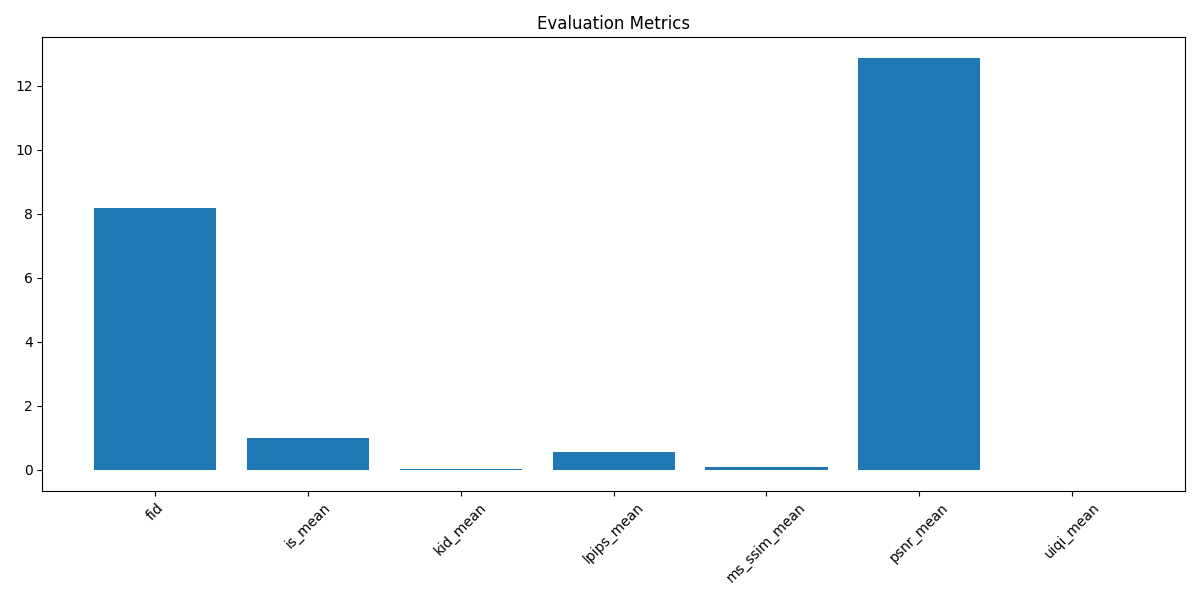 Evaluation Metrics
12
10
8
6
4
2
0
fid
is_mean
kid_mean
lpips_mean
ms_ssim_mean
psnr_mean
uiqi_mean